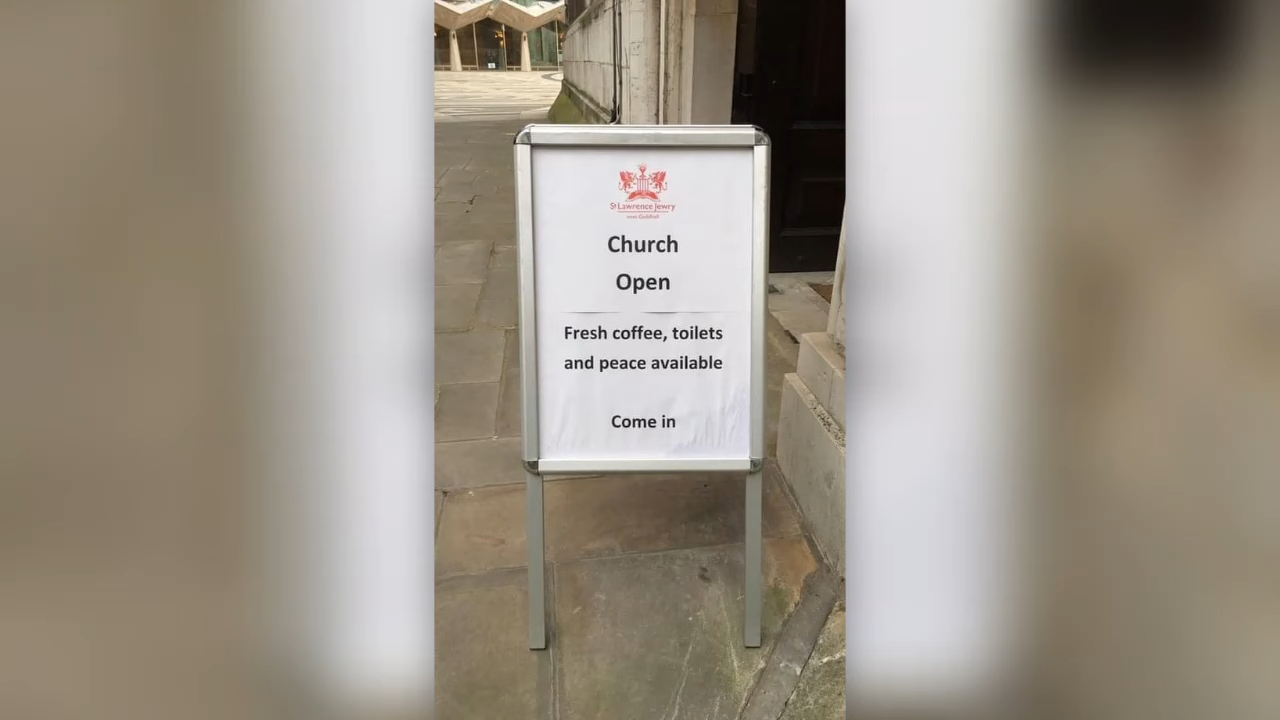 St Lawrence Jewry
next Guildhall
Church
Open
Fresh coffee, toilets
and peace available
Come in